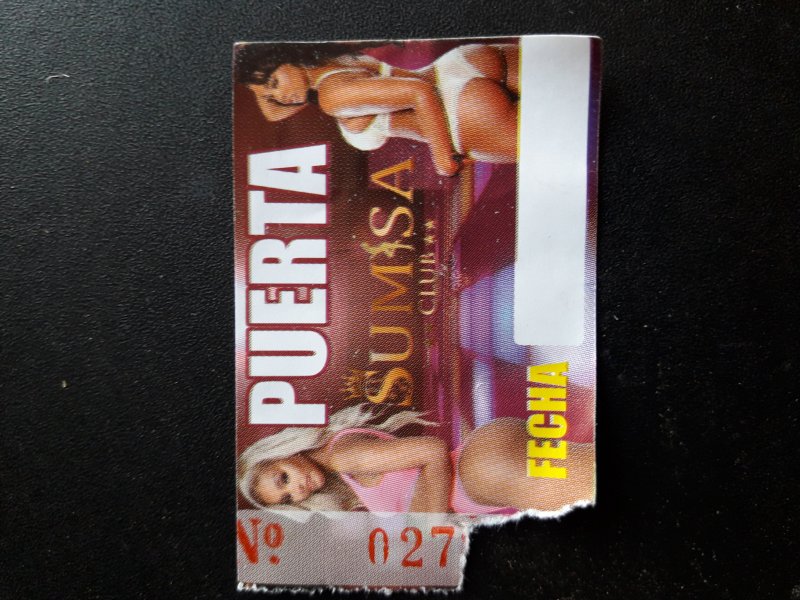 PUERTA
SUMISA
CLUB
FECHA
Nº 027